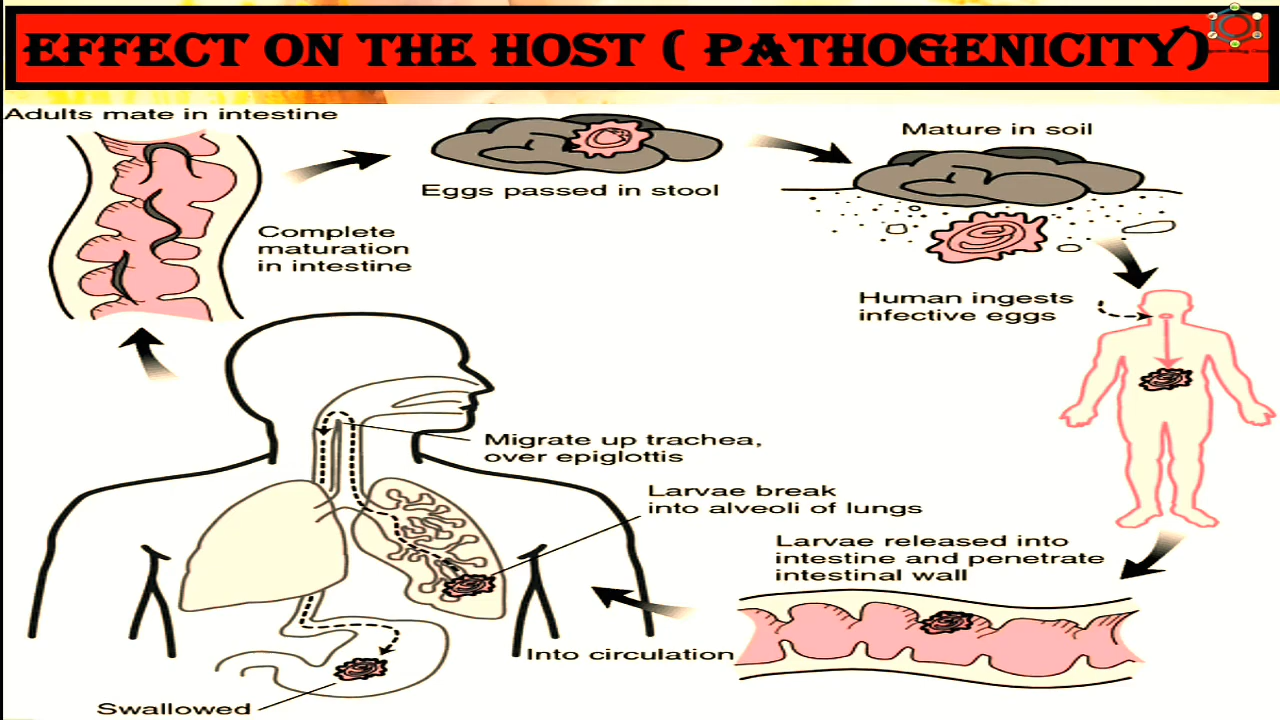 EFFECT ON THE HOST ( PATHOGENICITY)
Adults mate in intestine
Eggs passed in stool
Mature in soil
Complete
maturation
in intestine
Human ingests
infective eggs
Migrate up trachea,
over epiglottis
Larvae break
into alveoli of lungs
Larvae released into
intestine and penetrate
intestinal wall
Into circulation
Swallowed